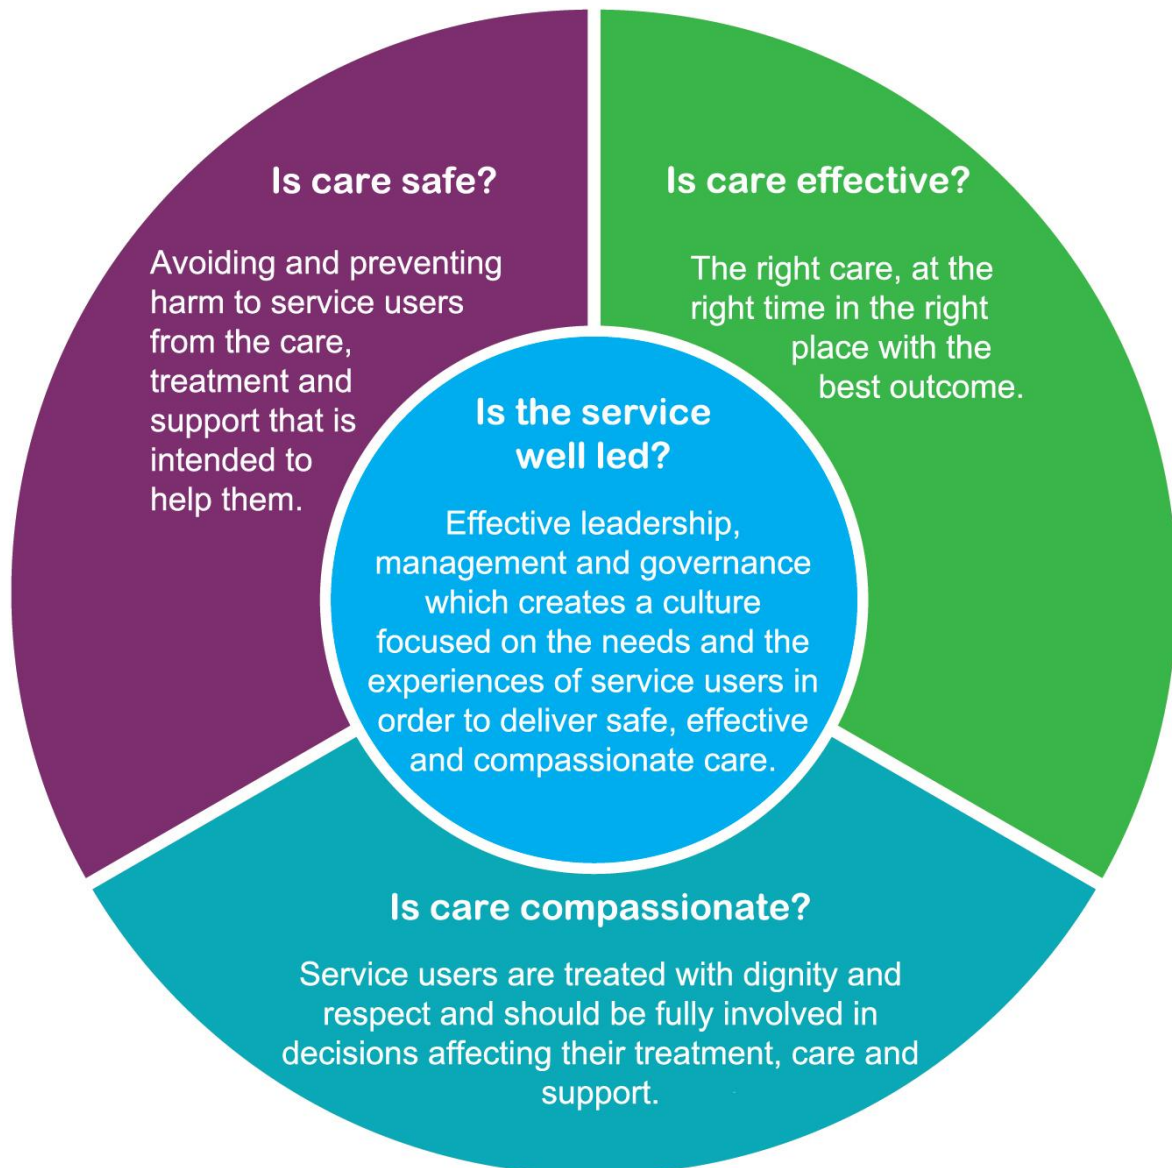 Is care safe?
Avoiding and preventing
harm to service users
from the care,
treatment and
support that is
intended to
help them.
Is care effective?
The right care, at the
right time in the right
place with the
best outcome.
Is the service
well led?
Effective leadership,
management and governance
which creates a culture
focused on the needs and the
experiences of service users in
order to deliver safe, effective
and compassionate care.
Is care compassionate?
Service users are treated with dignity and
respect and should be fully involved in
decisions affecting their treatment, care and
support.